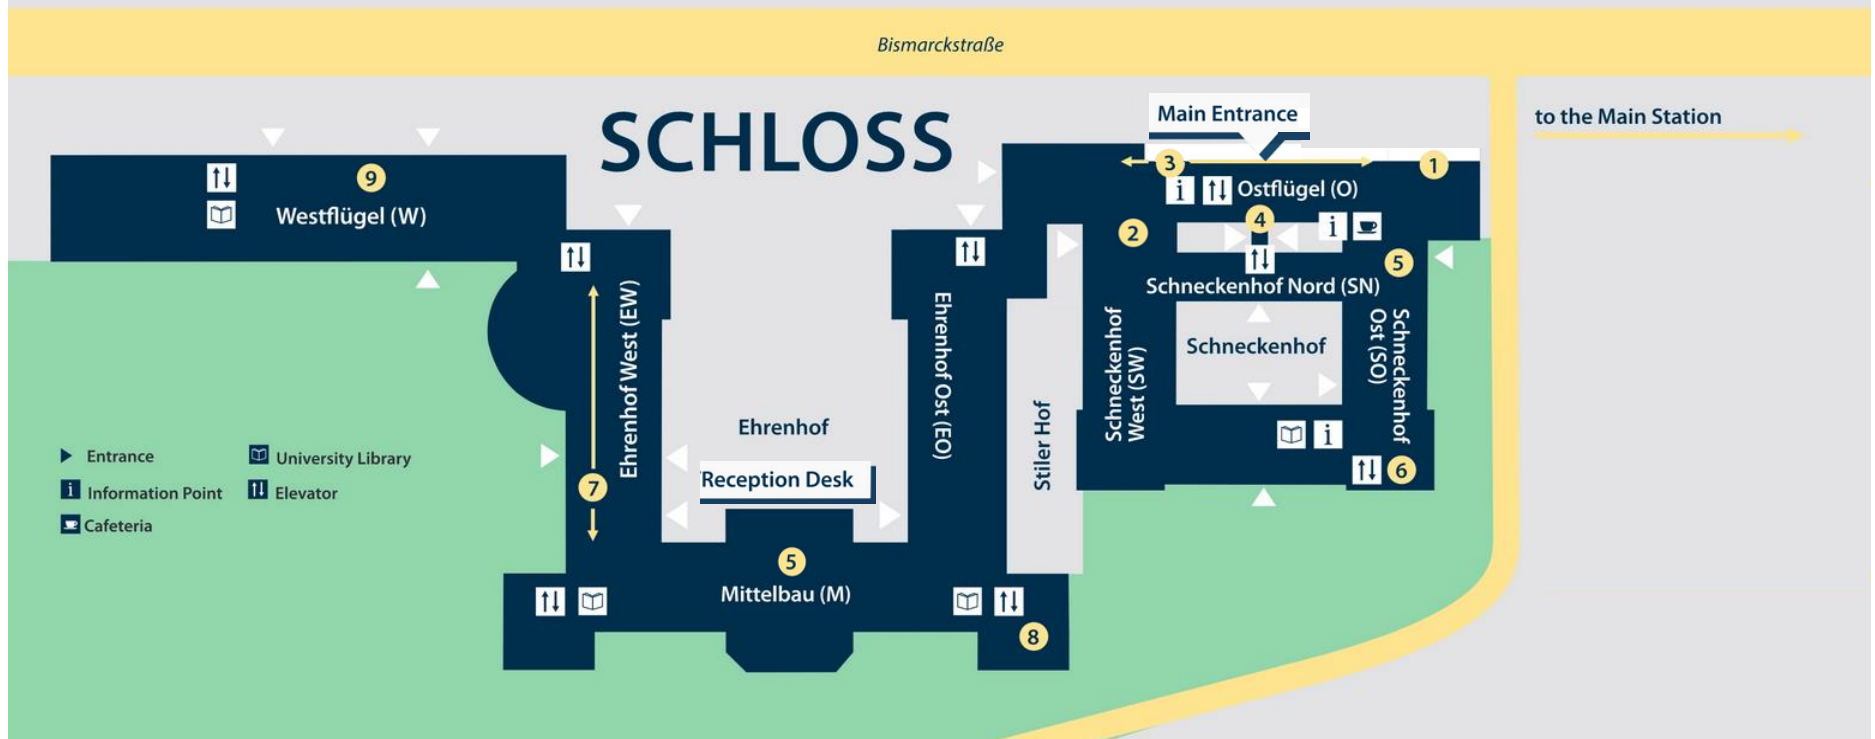 Bismarckstraße
SCHLOSS
Main Entrance
to the Main Station
9
Westflügel (W)
3
1
i
Ostflügel (O)
4
i
2
5
Schneckenhof Nord (SN)
Ehrenhof West (EW)
Ehrenhof Ost (EO)
Schneckenhof
West (SW)
Schneckenhof
Schneckenhof
Ost (SO)
Stiler Hof
Ehrenhof
Reception Desk
i
6
7
5
Mittelbau (M)
8
Entrance
University Library
i Information Point
Elevator
Cafeteria